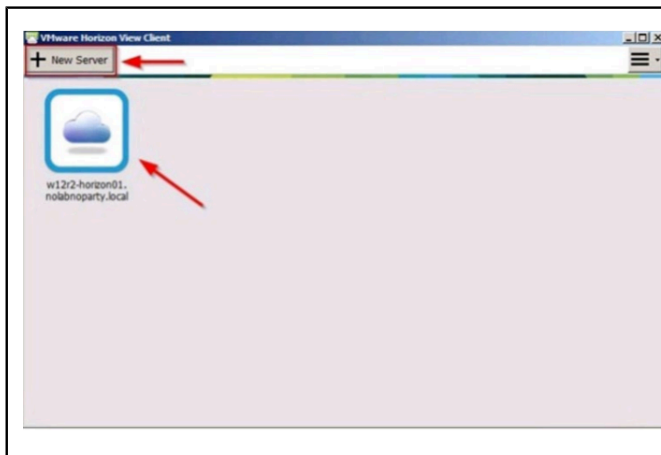 VMware Horizon View Client
New Server
w12r2-horizon01.
nolabnoparty.local